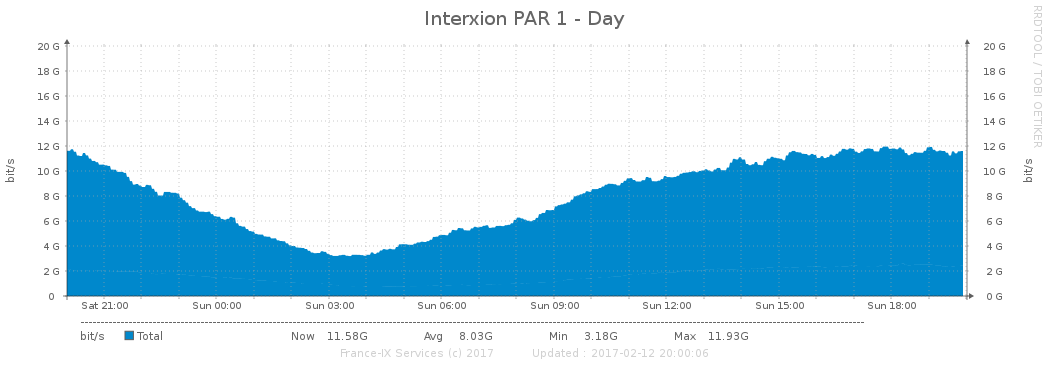 Interxion PAR 1 - Day
RRDTOOL / TOBI OETIKER
20 G 20 G
18 G 18 G
16 G 16 G
14 G 14 G
12 G 12 G
10 G 10 G
8 G 8 G
6 G 6 G
4 G 4 G
2 G 2 G
0 0 G
bit/s
bit/s
Sat 21:00 Sun 00:00 Sun 03:00 Sun 06:00 Sun 09:00 Sun 12:00 Sun 15:00 Sun 18:00
bit/s Total Now 11.58G Avg 8.03G Min 3.18G Max 11.93G
France-IX Services (c) 2017 Updated : 2017-02-12 20:00:06